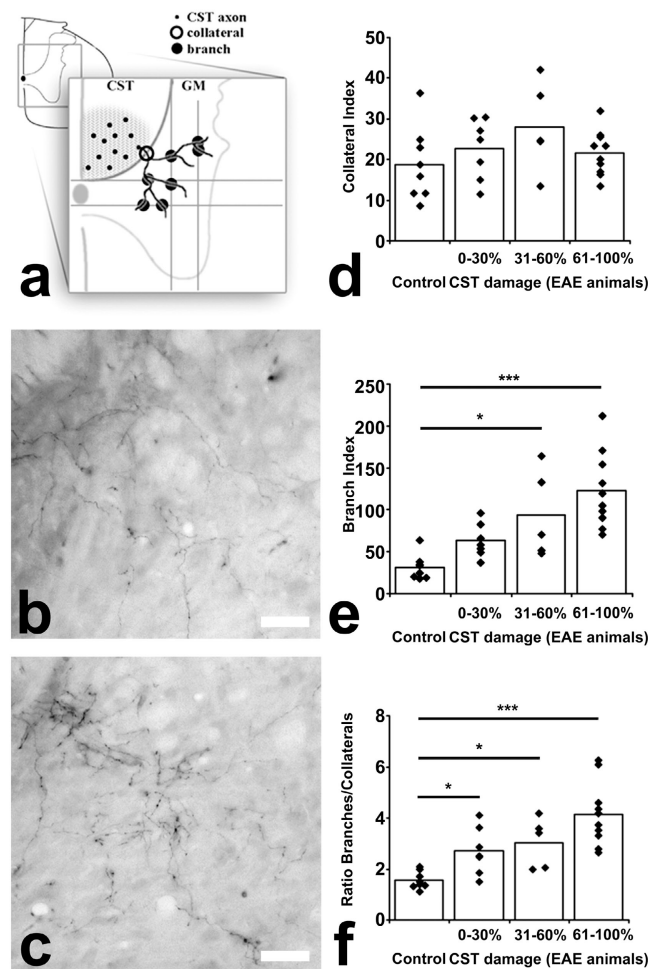 CST axon
collateral
branch
CST
GM
a
b
c
50
40
30
20
10
0
Collateral Index
0-30% 31-60% 61-100%
Control CST damage (EAE animals)
d
***
*
250
200
150
100
50
0
Branch Index
0-30% 31-60% 61-100%
Control CST damage (EAE animals)
e
***
*
*
8
6
4
2
0
Ratio Branches/Collaterals
0-30% 31-60% 61-100%
Control CST damage (EAE animals)
f